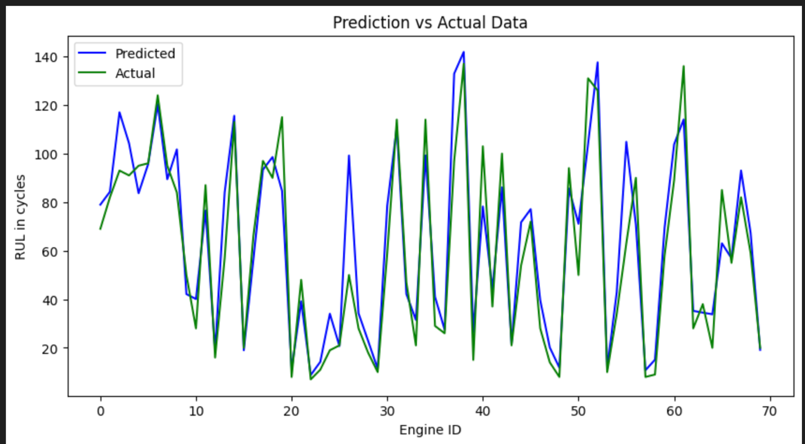 Prediction vs Actual Data
Predicted
Actual
RUL in cycles
140
120
100
80
60
40
20
0 10 20 30 40 50 60 70
Engine ID